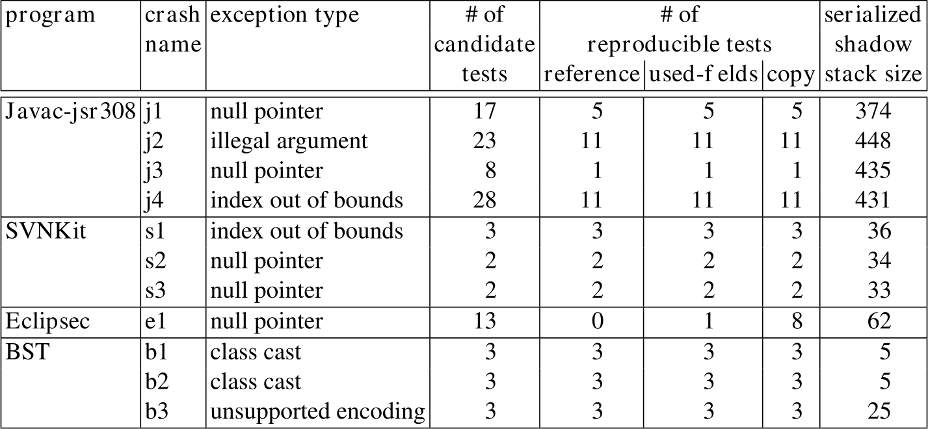 program crash exception type # of # of serialized
name candidate reproducible tests shadow
tests reference used-f elds copy stack size
Javac-jsr308 j1 null pointer 17 5 5 5 374
j2 illegal argument 23 11 11 11 448
j3 null pointer 8 1 1 1 435
j4 index out of bounds 28 11 11 11 431
SVNKit s1 index out of bounds 3 3 3 3 36
s2 null pointer 2 2 2 2 34
s3 null pointer 2 2 2 2 33
Eclipsec e1 null pointer 13 0 1 8 62
BST b1 class cast 3 3 3 3 5
b2 class cast 3 3 3 3 5
b3 unsupported encoding 3 3 3 3 25